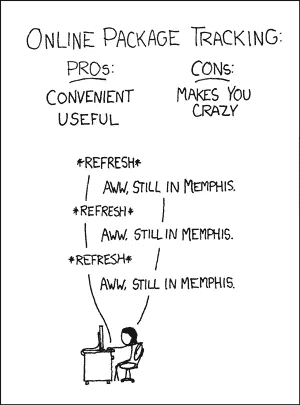 ONLINE PACKAGE TRACKING:
PROS:
CONVENIENT
USEFUL
CONS:
MAKES YOU
CRAZY
*REFRESH*
AWW, STILL IN MEMPHIS.
*REFRESH*
AWW, STILL IN MEMPHIS.
*REFRESH*
AWW, STILL IN MEMPHIS.